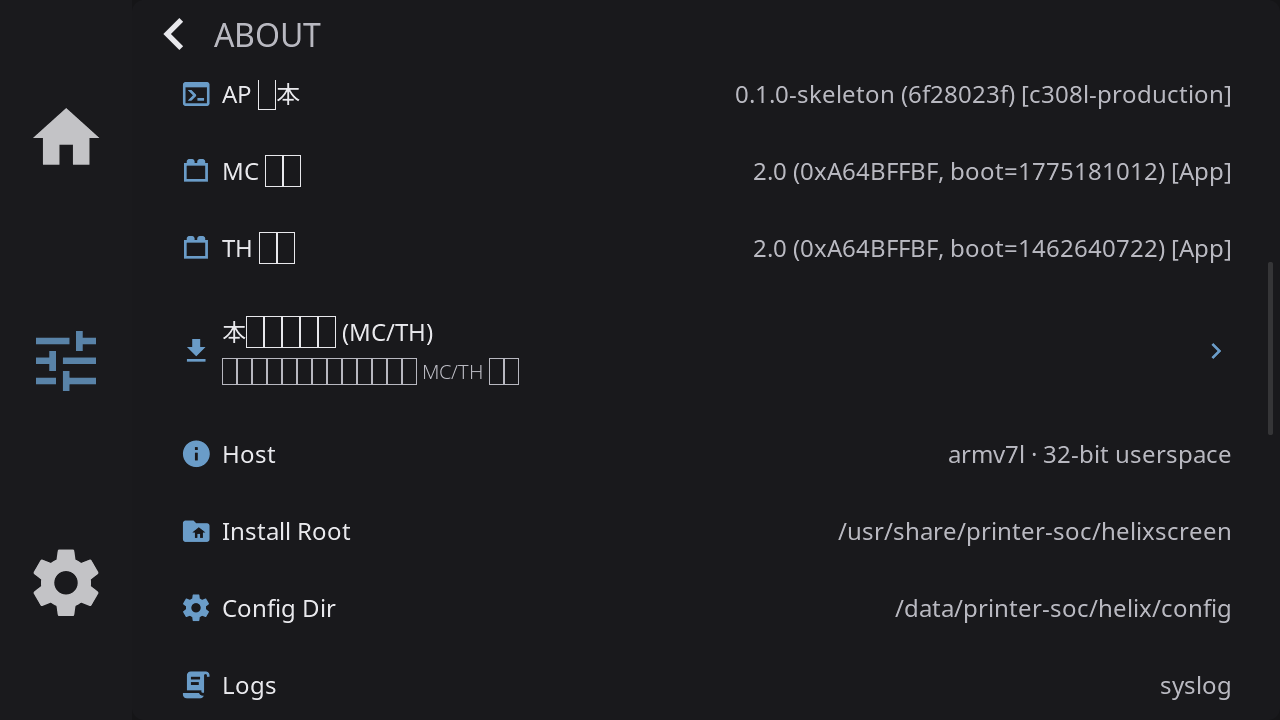 ABOUT
AP 本
0.1.0-skeleton (6f28023f) [c308l-production]
MC
2.0 (0xA64BFFBF, boot=1775181012) [App]
TH
2.0 (0xA64BFFBF, boot=1462640722) [App]
本 (MC/TH)
MC/TH
Host
armv7l · 32-bit userspace
Install Root
/usr/share/printer-soc/helixscreen
Config Dir
/data/printer-soc/helix/config
Logs
syslog